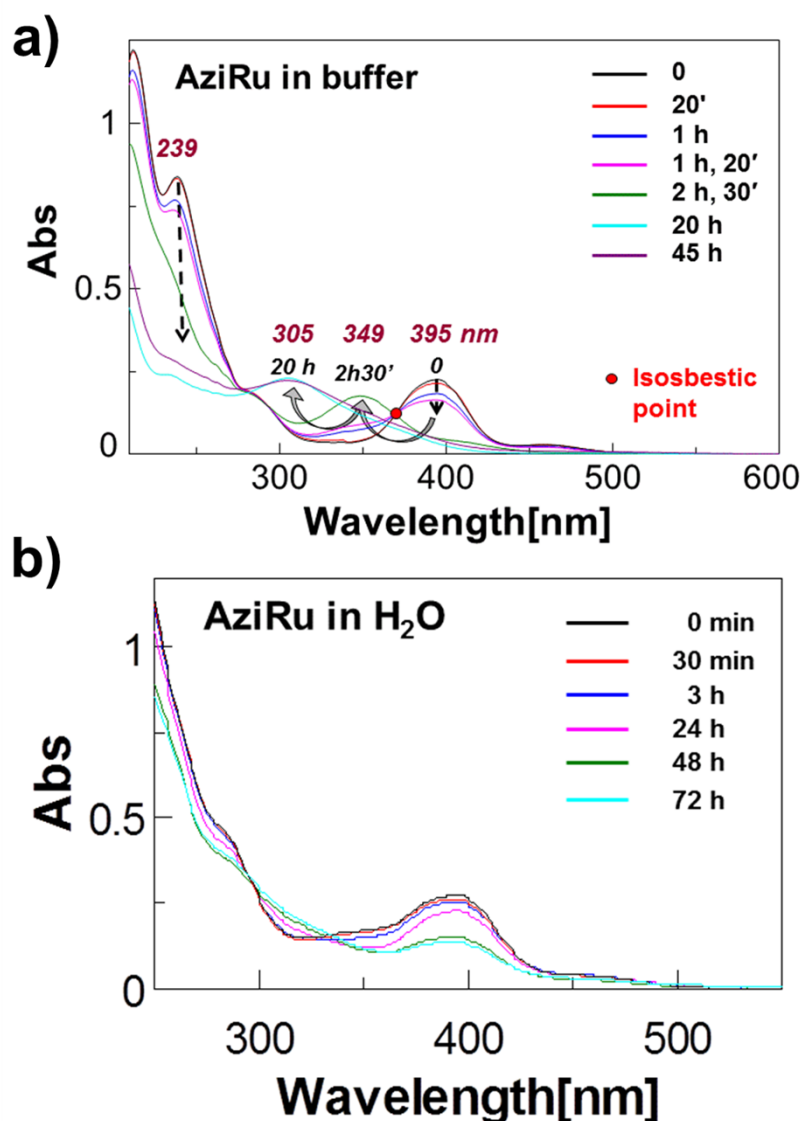 a)
AziRu in buffer
0
20'
1 h
1 h, 20′
2 h, 30′
20 h
45 h
239
305 349 395 nm
20 h 2h30’ 0
Isosbestic
point
1
0.5
0
Abs
300 400 500 600
Wavelength[nm]
b)
AziRu in H₂O
0 min
30 min
3 h
24 h
48 h
72 h
1
0.5
0
Abs
300 400 500
Wavelength[nm]